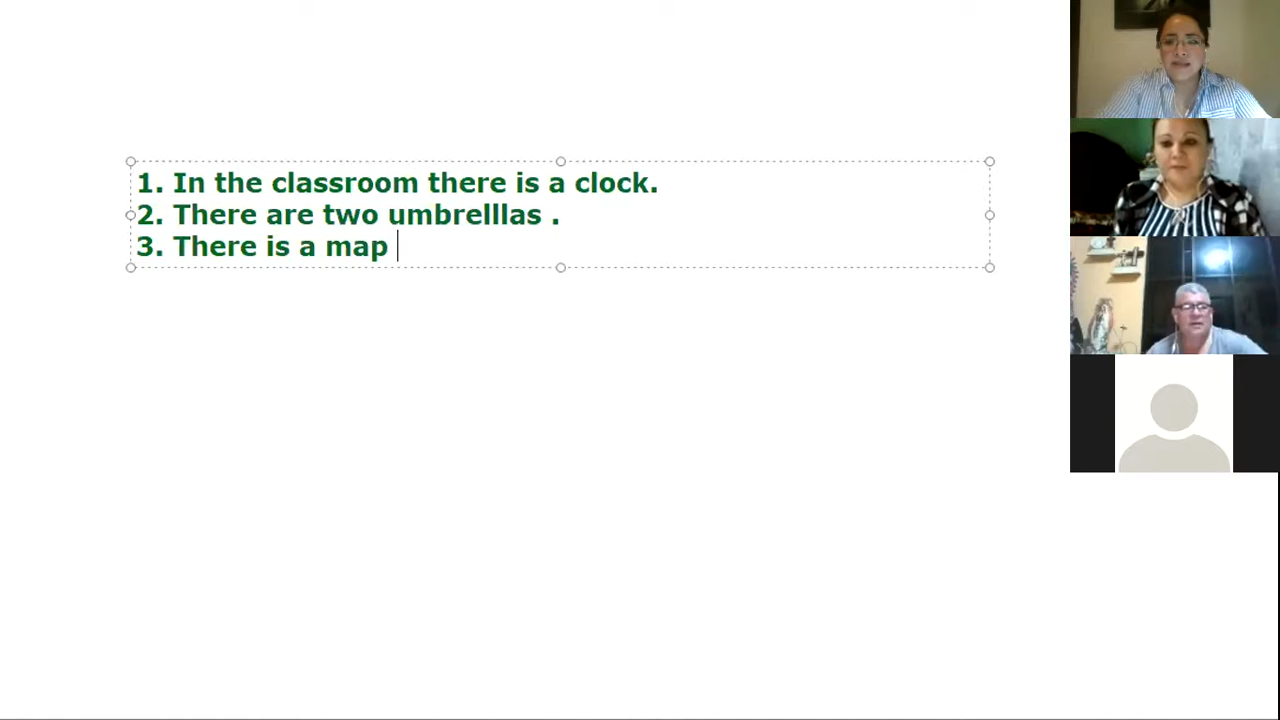 1. In the classroom there is a clock.
2. There are two umbrelllas .
3. There is a map